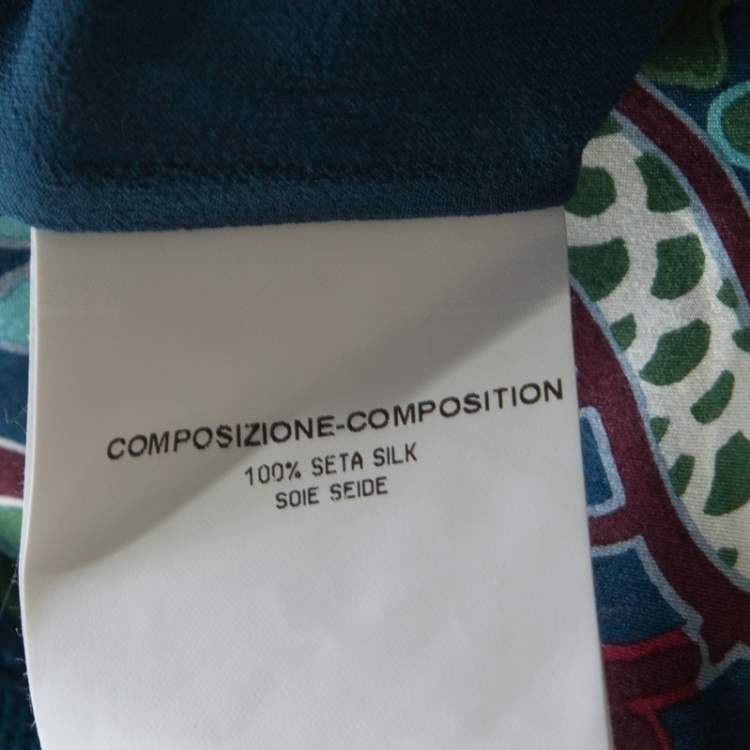 COMPOSIZIONE-COMPOSITION
100% SETA SILK
SOIE SEIDE